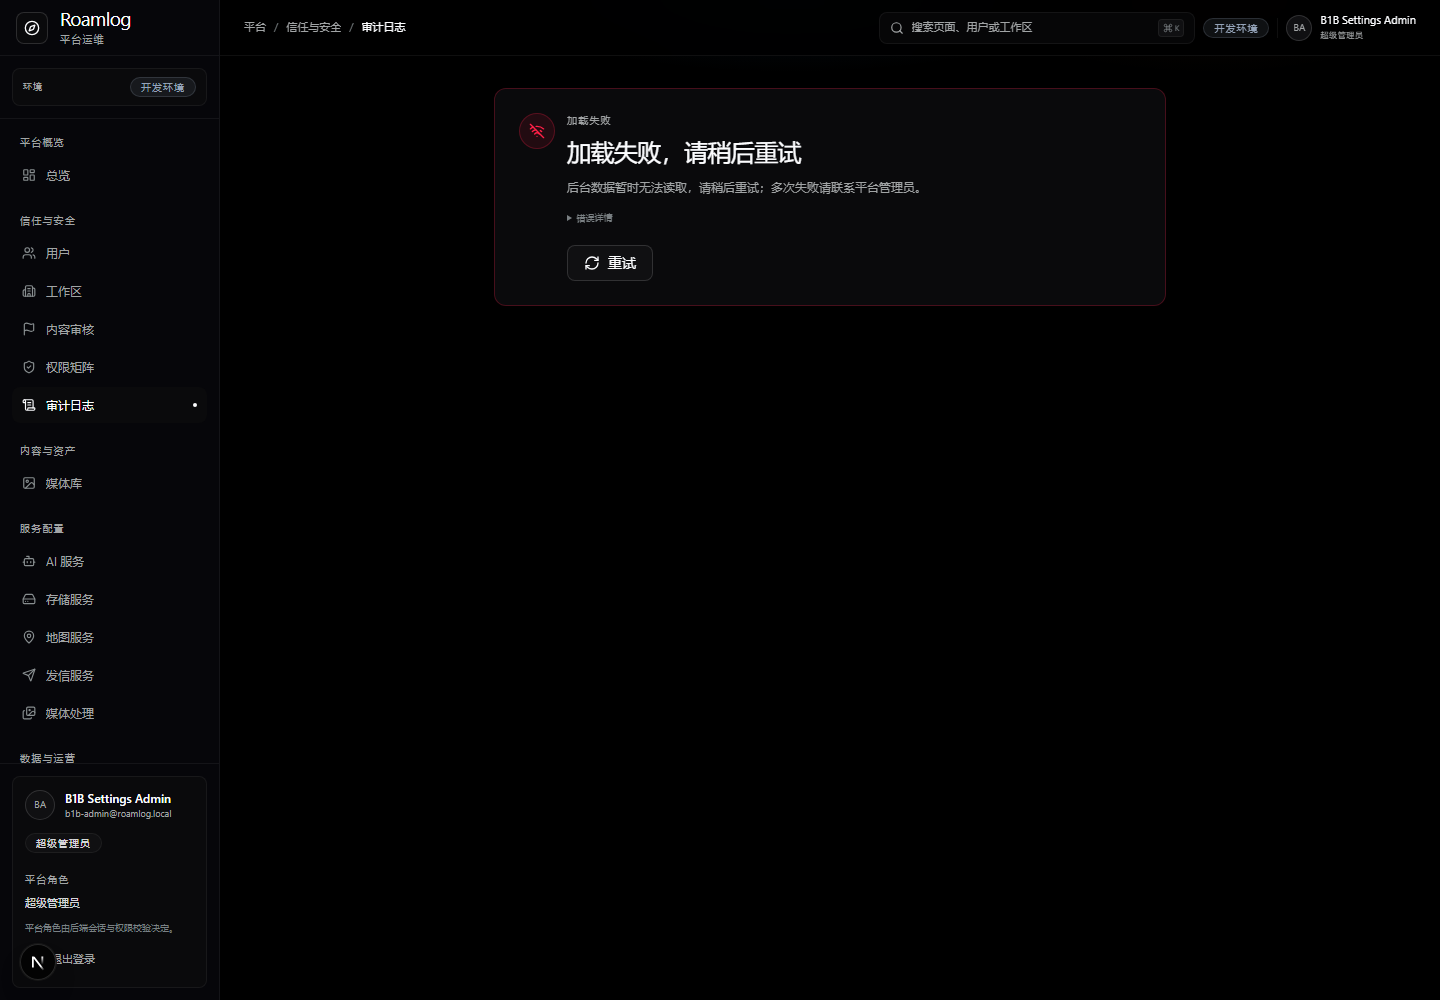 Roamlog
平台运维
环境
开发环境
平台概览
总览
信任与安全
用户
工作区
内容审核
权限矩阵
审计日志
内容与资产
媒体库
服务配置
AI 服务
存储服务
地图服务
发信服务
媒体处理
数据与运营
BA
B1B Settings Admin
b1b-admin@roamlog.local
超级管理员
平台角色
超级管理员
平台角色由后端会话与权限校验决定。
N
退出登录
平台 / 信任与安全 / 审计日志
搜索页面、用户或工作区
⌘K
开发环境
BA
B1B Settings Admin
超级管理员
加载失败
加载失败，请稍后重试
后台数据暂时无法读取，请稍后重试；多次失败请联系平台管理员。
错误详情
重试